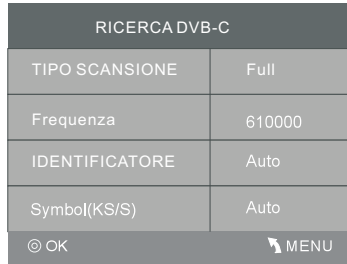 RICERCA DVB-C
TIPO SCANSIONE Full
Frequenza 610000
IDENTIFICATORE Auto
Symbol(KS/S) Auto
OK MENU